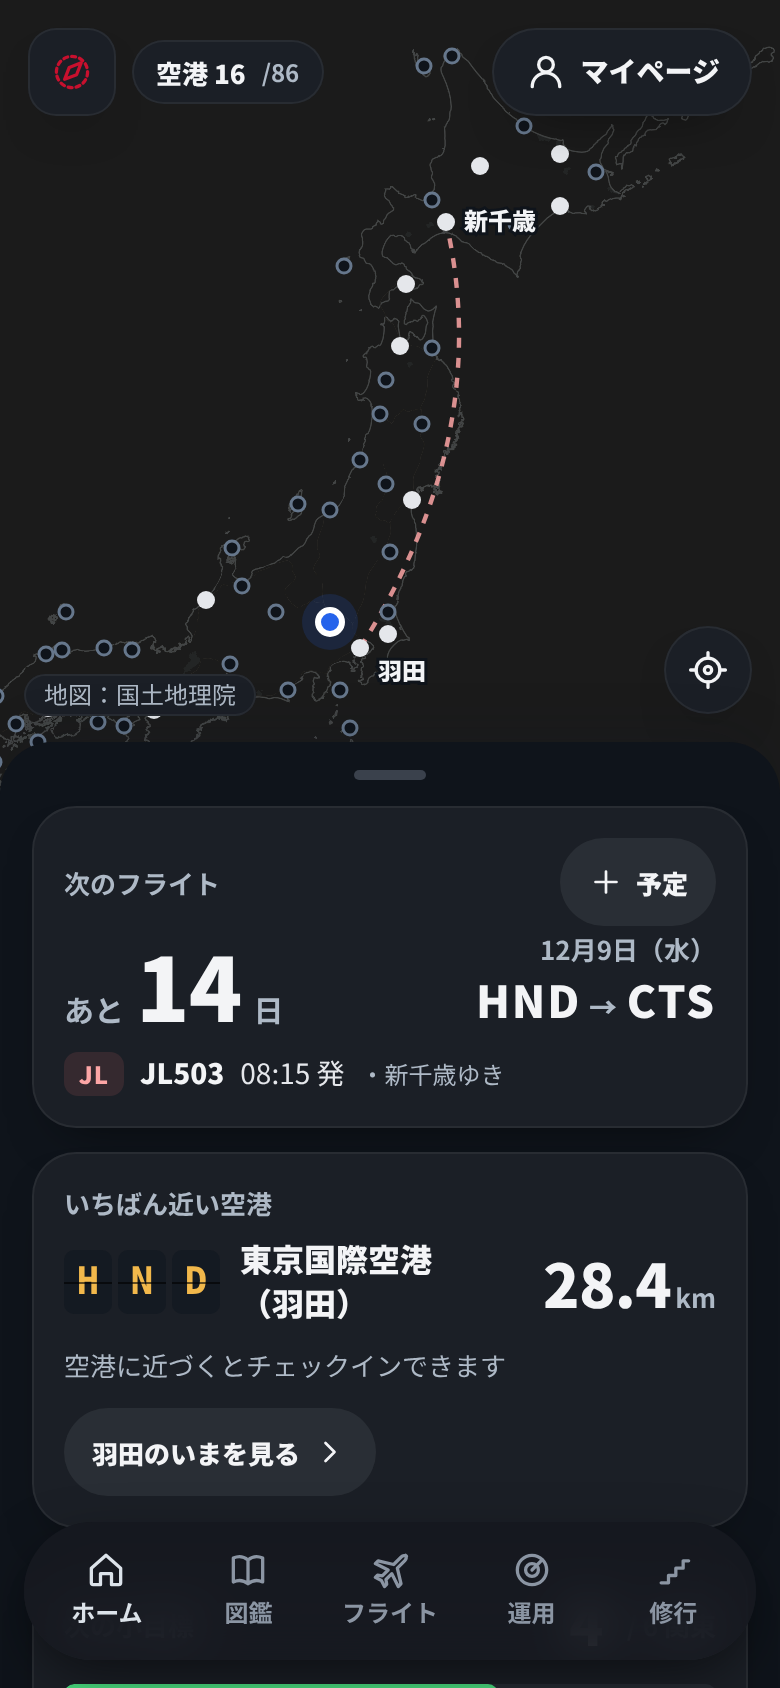 空港 16 /86
マイページ
新千歳
羽田
地図：国土地理院
次のフライト
＋ 予定
12月9日（水）
あと 14 日
HND → CTS
JL JL503 08:15 発 ・新千歳ゆき
いちばん近い空港
HND
東京国際空港
（羽田）
28.4km
空港に近づくとチェックインできます
羽田のいまを見る
ホーム 図鑑 フライト 運用 修行